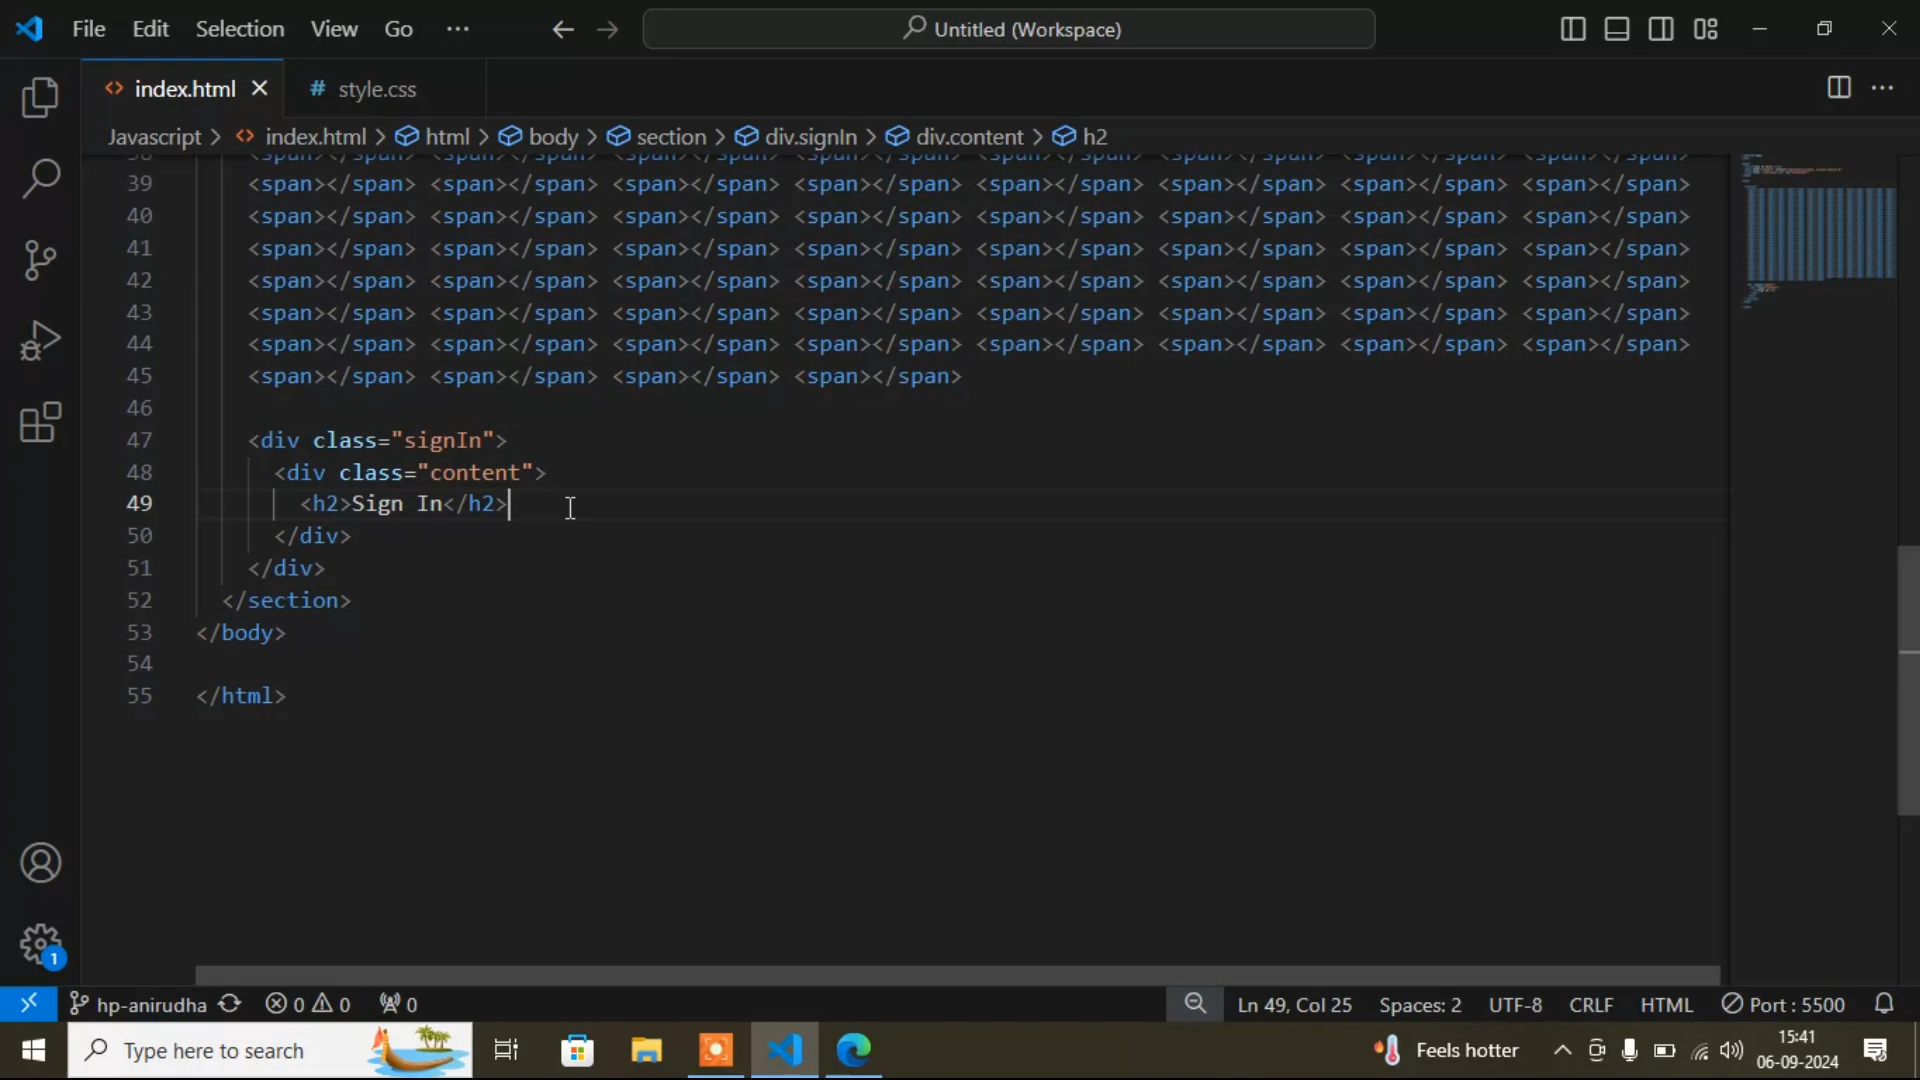 File Edit Selection View Go ··· Untitled (Workspace)
index.html # style.css
Javascript > index.html > html > body > section > div.signIn > div.content > h2
39 <span></span> <span></span> <span></span> <span></span> <span></span> <span></span> <span></span> <span></span>
40 <span></span> <span></span> <span></span> <span></span> <span></span> <span></span> <span></span> <span></span>
41 <span></span> <span></span> <span></span> <span></span> <span></span> <span></span> <span></span> <span></span>
42 <span></span> <span></span> <span></span> <span></span> <span></span> <span></span> <span></span> <span></span>
43 <span></span> <span></span> <span></span> <span></span> <span></span> <span></span> <span></span> <span></span>
44 <span></span> <span></span> <span></span> <span></span> <span></span> <span></span> <span></span> <span></span>
45 <span></span> <span></span> <span></span> <span></span>
46
47 <div class="signIn">
48 <div class="content">
49 <h2>Sign In</h2>
50 </div>
51 </div>
52 </section>
53 </body>
54
55 </html>
1
hp-anirudha 0 0 0 Ln 49, Col 25 Spaces: 2 UTF-8 CRLF HTML Port : 5500
Type here to search Feels hotter 15:41
06-09-2024